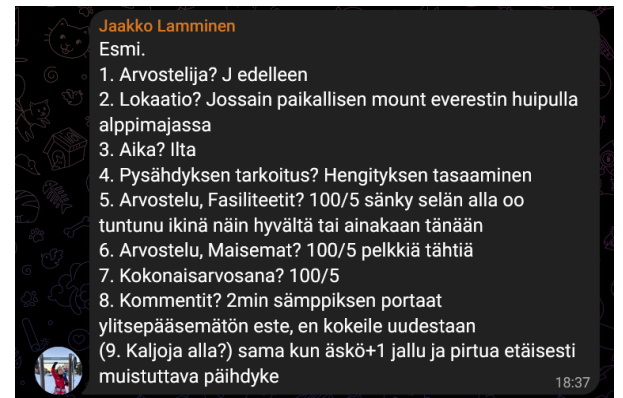 Jaakko Lamminen
Esmi.
1. Arvostelija? J edelleen
2. Lokaatio? Jossain paikallisen mount everestin huipulla
alppimajassa
3. Aika? Ilta
4. Pysähdyksen tarkoitus? Hengityksen tasaaminen
5. Arvostelu, Fasiliteetit? 100/5 sänky selän alla oo
tuntunu ikinä näin hyvältä tai ainakaan tänään
6. Arvostelu, Maisemat? 100/5 pelkkiä tähtiä
7. Kokonaisarvosana? 100/5
8. Kommentit? 2min sämppiksen portaat
ylitsepääsemätön este, en kokeile uudestaan
(9. Kaljoja alla?) sama kun äskö+1 jallu ja pirtua etäisesti
muistuttava päihdyke
18:37